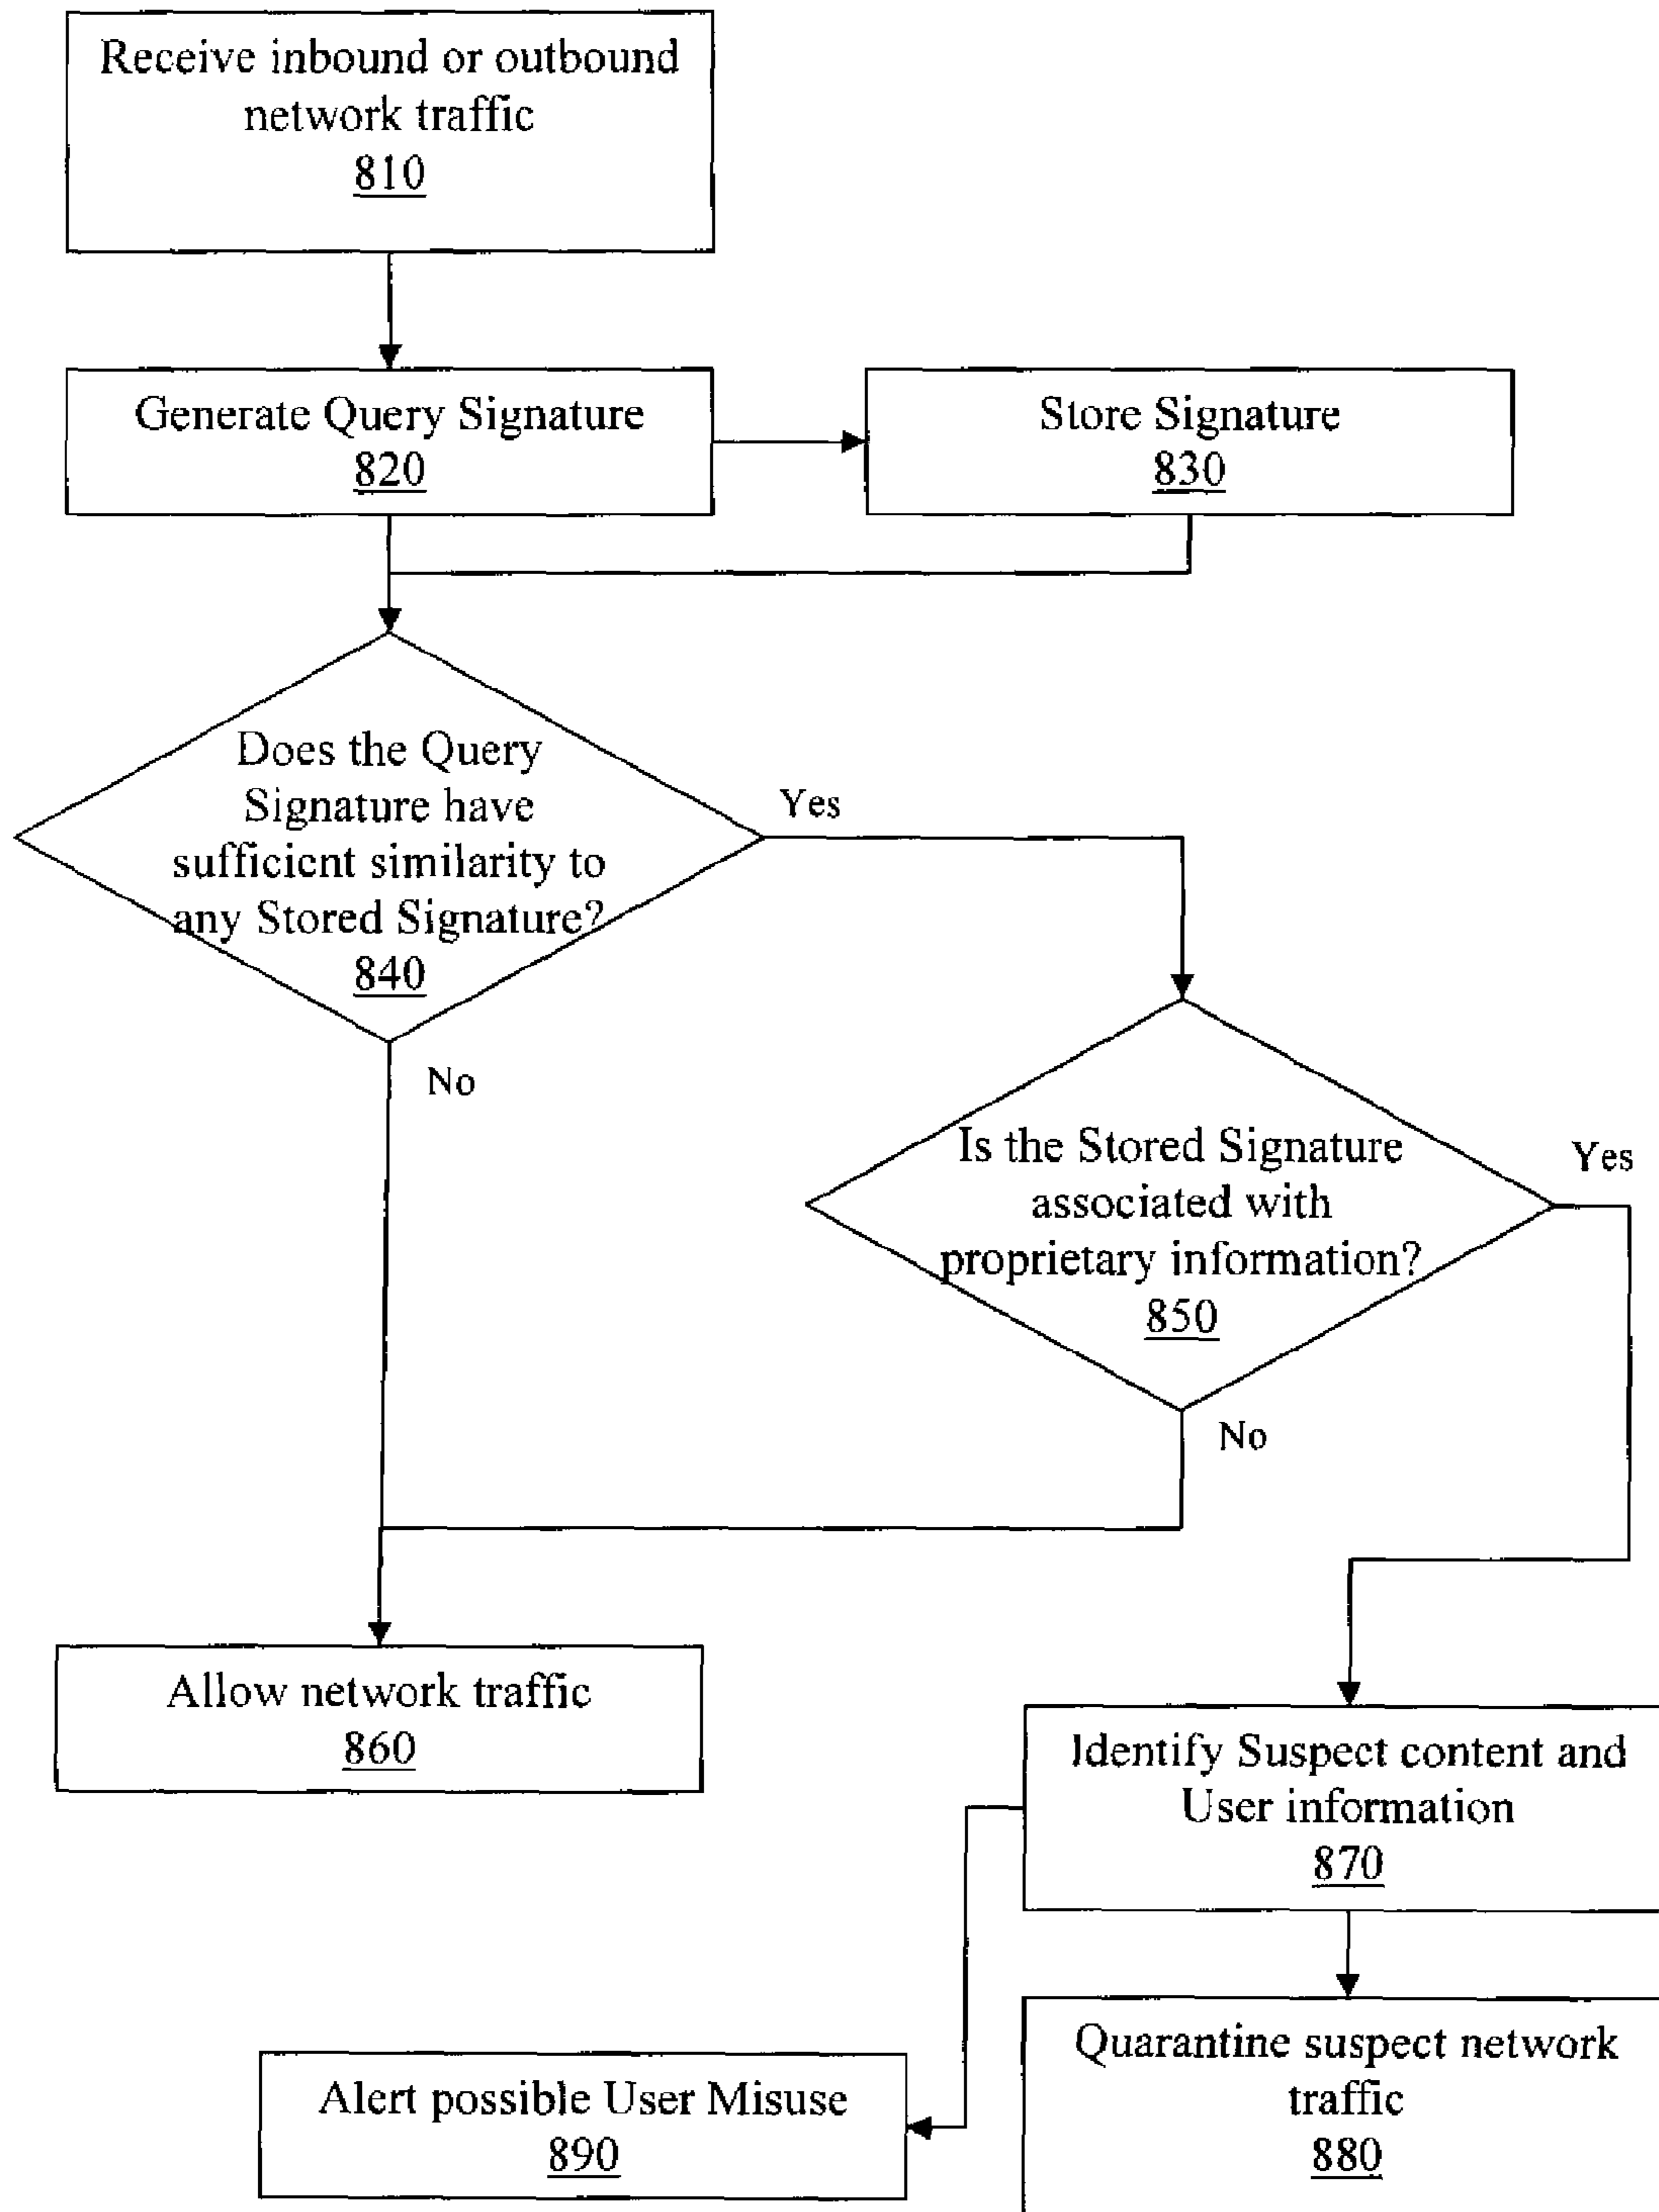 Receive inbound or outbound
network traffic
810
Generate Query Signature
820
Store Signature
830
Does the Query
Signature have
sufficient similarity to
any Stored Signature?
840
Yes
No
Is the Stored Signature
associated with
proprietary information?
850
Yes
No
Allow network traffic
860
Identify Suspect content and
User information
870
Quarantine suspect network
traffic
880
Alert possible User Misuse
890